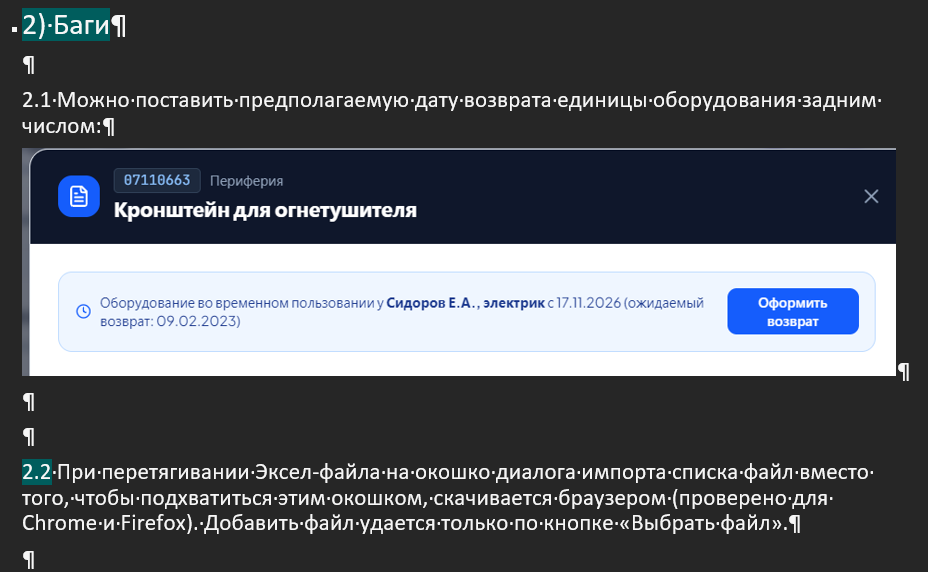 2) Баги¶
¶
2.1 Можно поставить предполагаемую дату возврата единицы оборудования задним
числом:¶
07110663 Периферия
Кронштейн для огнетушителя
Оборудование во временном пользовании у Сидоров Е.А., электрик с 17.11.2026 (ожидаемый
возврат: 09.02.2023)
Оформить
возврат
¶
¶
¶
2.2 При перетягивании Эксел-файла на окошко диалога импорта списка файл вместо
того, чтобы подхватиться этим окошком, скачивается браузером (проверено для
Chrome и Firefox). Добавить файл удается только по кнопке «Выбрать файл».¶
¶